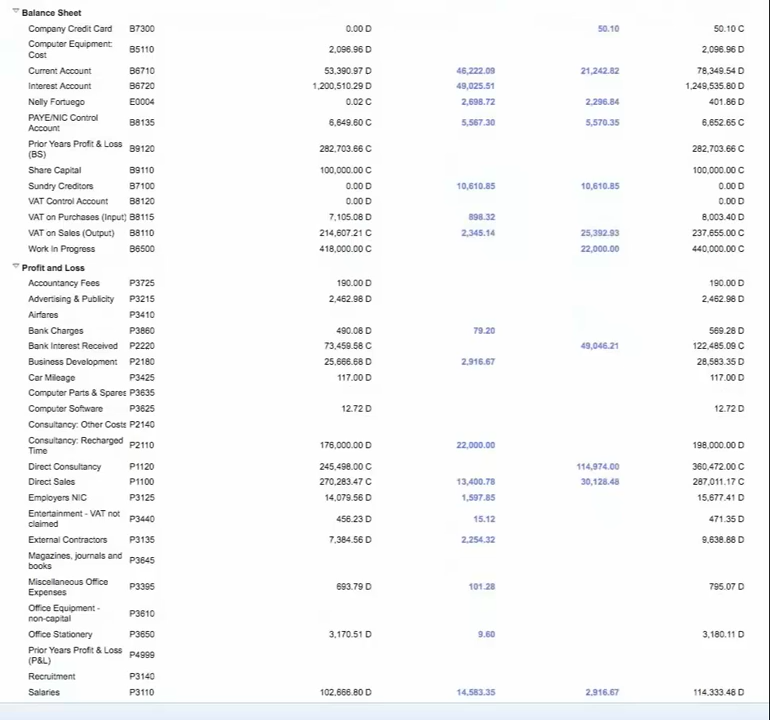 Balance Sheet
Company Credit Card B7300 0.00 D 50.10 50.10 C
Computer Equipment: Cost B5110 2,096.96 D 2,096.96 D
Current Account B6710 53,390.97 D 46,222.09 21,242.82 78,349.54 D
Interest Account B6720 1,200,510.29 D 49,025.51 1,249,535.80 D
Nelly Fortuego E0004 0.02 C 2,698.72 2,296.84 401.86 D
PAYE/NIC Control Account B8135 6,649.60 C 5,567.30 5,570.35 6,652.65 C
Prior Years Profit & Loss (BS) B9120 282,703.66 C 282,703.66 C
Share Capital B9110 100,000.00 C 100,000.00 C
Sundry Creditors B7100 0.00 D 10,610.85 10,610.85 0.00 D
VAT Control Account B8120 0.00 D 0.00 D
VAT on Purchases (Input) B8115 7,105.08 D 898.32 8,003.40 D
VAT on Sales (Output) B8110 214,607.21 C 2,345.14 25,392.93 237,655.00 C
Work In Progress B6500 418,000.00 C 22,000.00 440,000.00 C
Profit and Loss
Accountancy Fees P3725 190.00 D 190.00 D
Advertising & Publicity P3215 2,462.98 D 2,462.98 D
Airfares P3410
Bank Charges P3860 490.08 D 79.20 569.28 D
Bank Interest Received P2220 73,459.58 C 49,046.21 122,485.09 C
Business Development P2180 25,666.68 D 2,916.67 28,583.35 D
Car Mileage P3425 117.00 D 117.00 D
Computer Parts & Spares P3635
Computer Software P3625 12.72 D 12.72 D
Consultancy: Other Costs P2140
Consultancy: Recharged Time P2110 176,000.00 D 22,000.00 198,000.00 D
Direct Consultancy P1120 245,498.00 C 114,974.00 360,472.00 C
Direct Sales P1100 270,283.47 C 13,400.78 30,128.48 287,011.17 C
Employers NIC P3125 14,079.56 D 1,597.85 15,677.41 D
Entertainment - VAT not claimed P3440 456.23 D 15.12 471.35 D
External Contractors P3135 7,384.56 D 2,254.32 9,638.88 D
Magazines, journals and books P3645
Miscellaneous Office Expenses P3395 693.79 D 101.28 795.07 D
Office Equipment - non-capital P3610
Office Stationery P3650 3,170.51 D 9.60 3,180.11 D
Prior Years Profit & Loss (P&L) P4999
Recruitment P3140
Salaries P3110 102,666.80 D 14,583.35 2,916.67 114,333.48 D